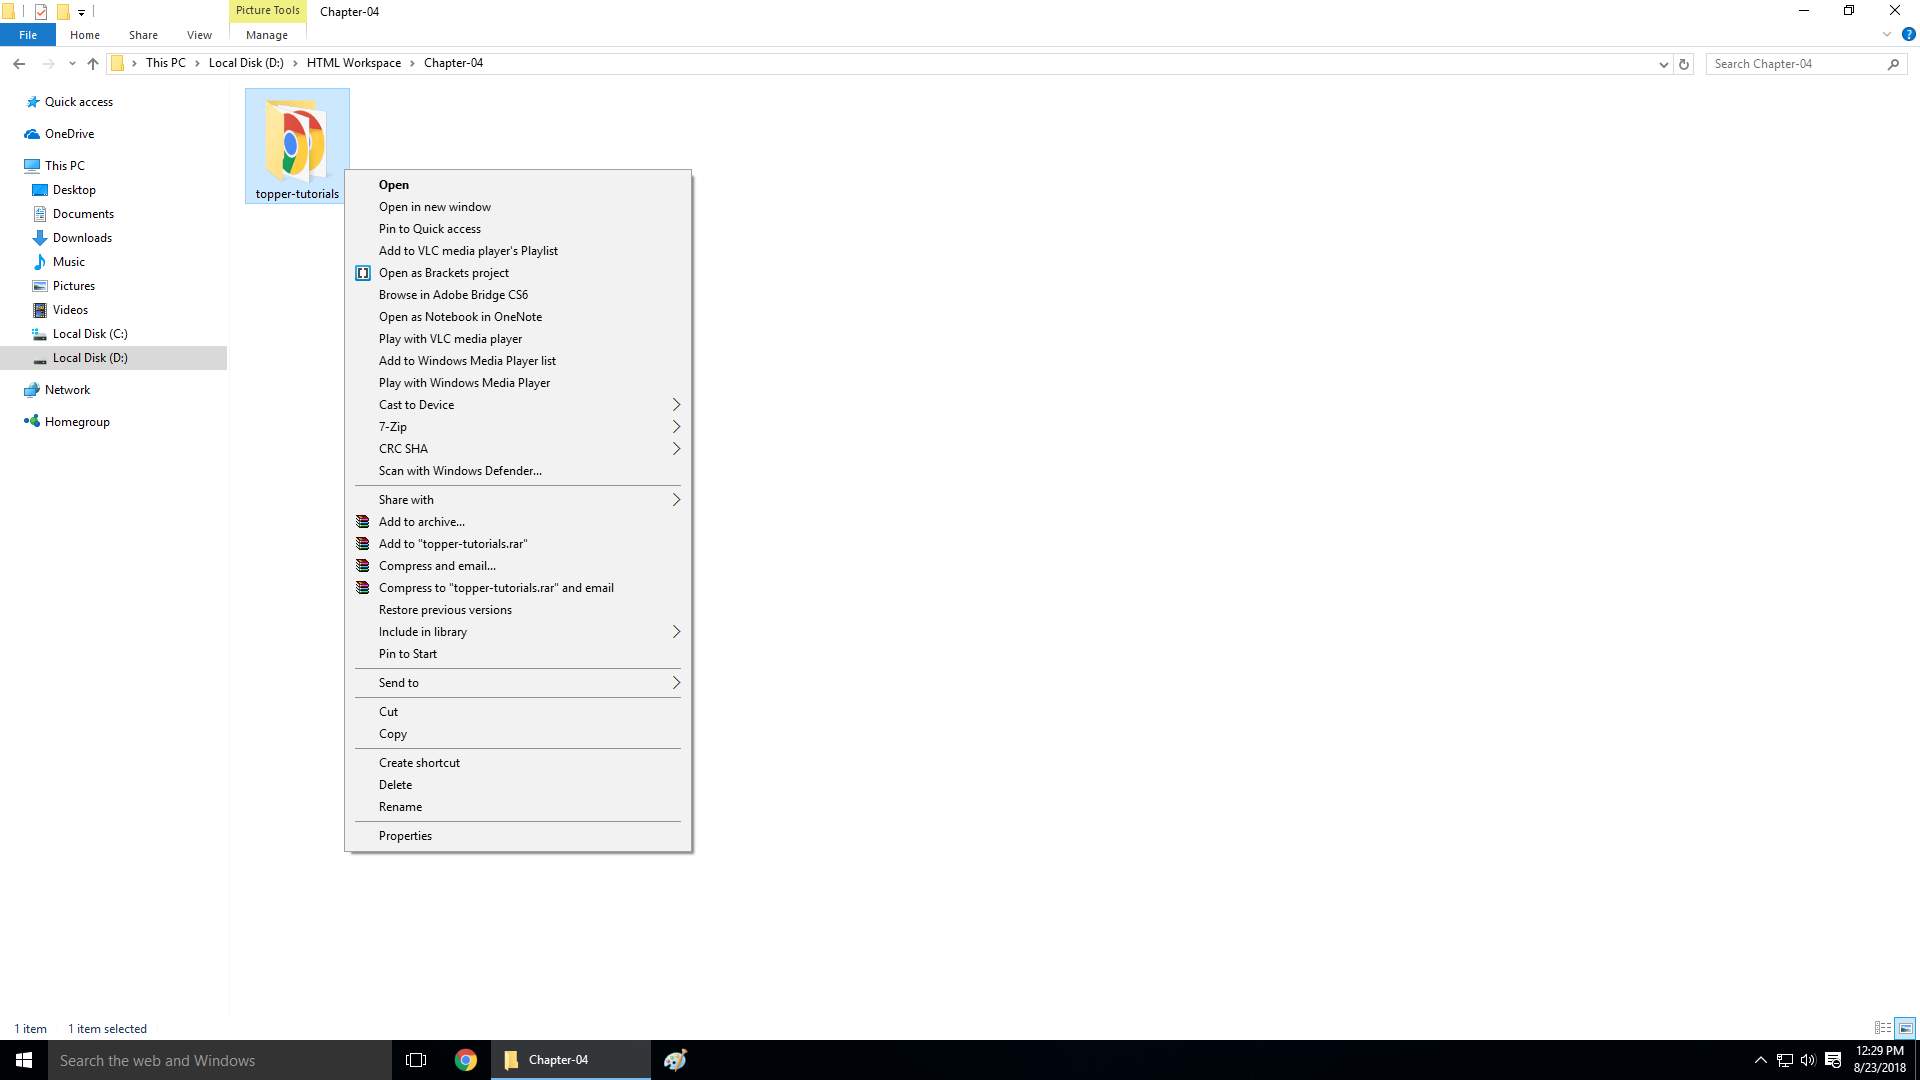 Picture Tools
Chapter-04
File
Home
Share
View
Manage
This PC
Local Disk (D:)
HTML Workspace
Chapter-04
Search Chapter-04
Quick access
OneDrive
This PC
Desktop
Documents
Downloads
Music
Pictures
Videos
Local Disk (C:)
Local Disk (D:)
Network
Homegroup
topper-tutorials
Open
Open in new window
Pin to Quick access
Add to VLC media player's Playlist
Open as Brackets project
Browse in Adobe Bridge CS6
Open as Notebook in OneNote
Play with VLC media player
Add to Windows Media Player list
Play with Windows Media Player
Cast to Device
7-Zip
CRC SHA
Scan with Windows Defender...
Share with
Add to archive...
Add to "topper-tutorials.rar"
Compress and email...
Compress to "topper-tutorials.rar" and email
Restore previous versions
Include in library
Pin to Start
Send to
Cut
Copy
Create shortcut
Delete
Rename
Properties
1 item
1 item selected
Search the web and Windows
Chapter-04
12:29 PM
8/23/2018